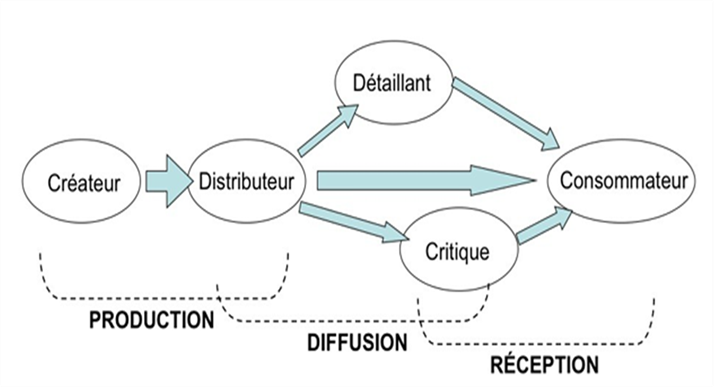 Détaillant
Créateur
Distributeur
Consommateur
Critique
PRODUCTION
DIFFUSION
RÉCEPTION